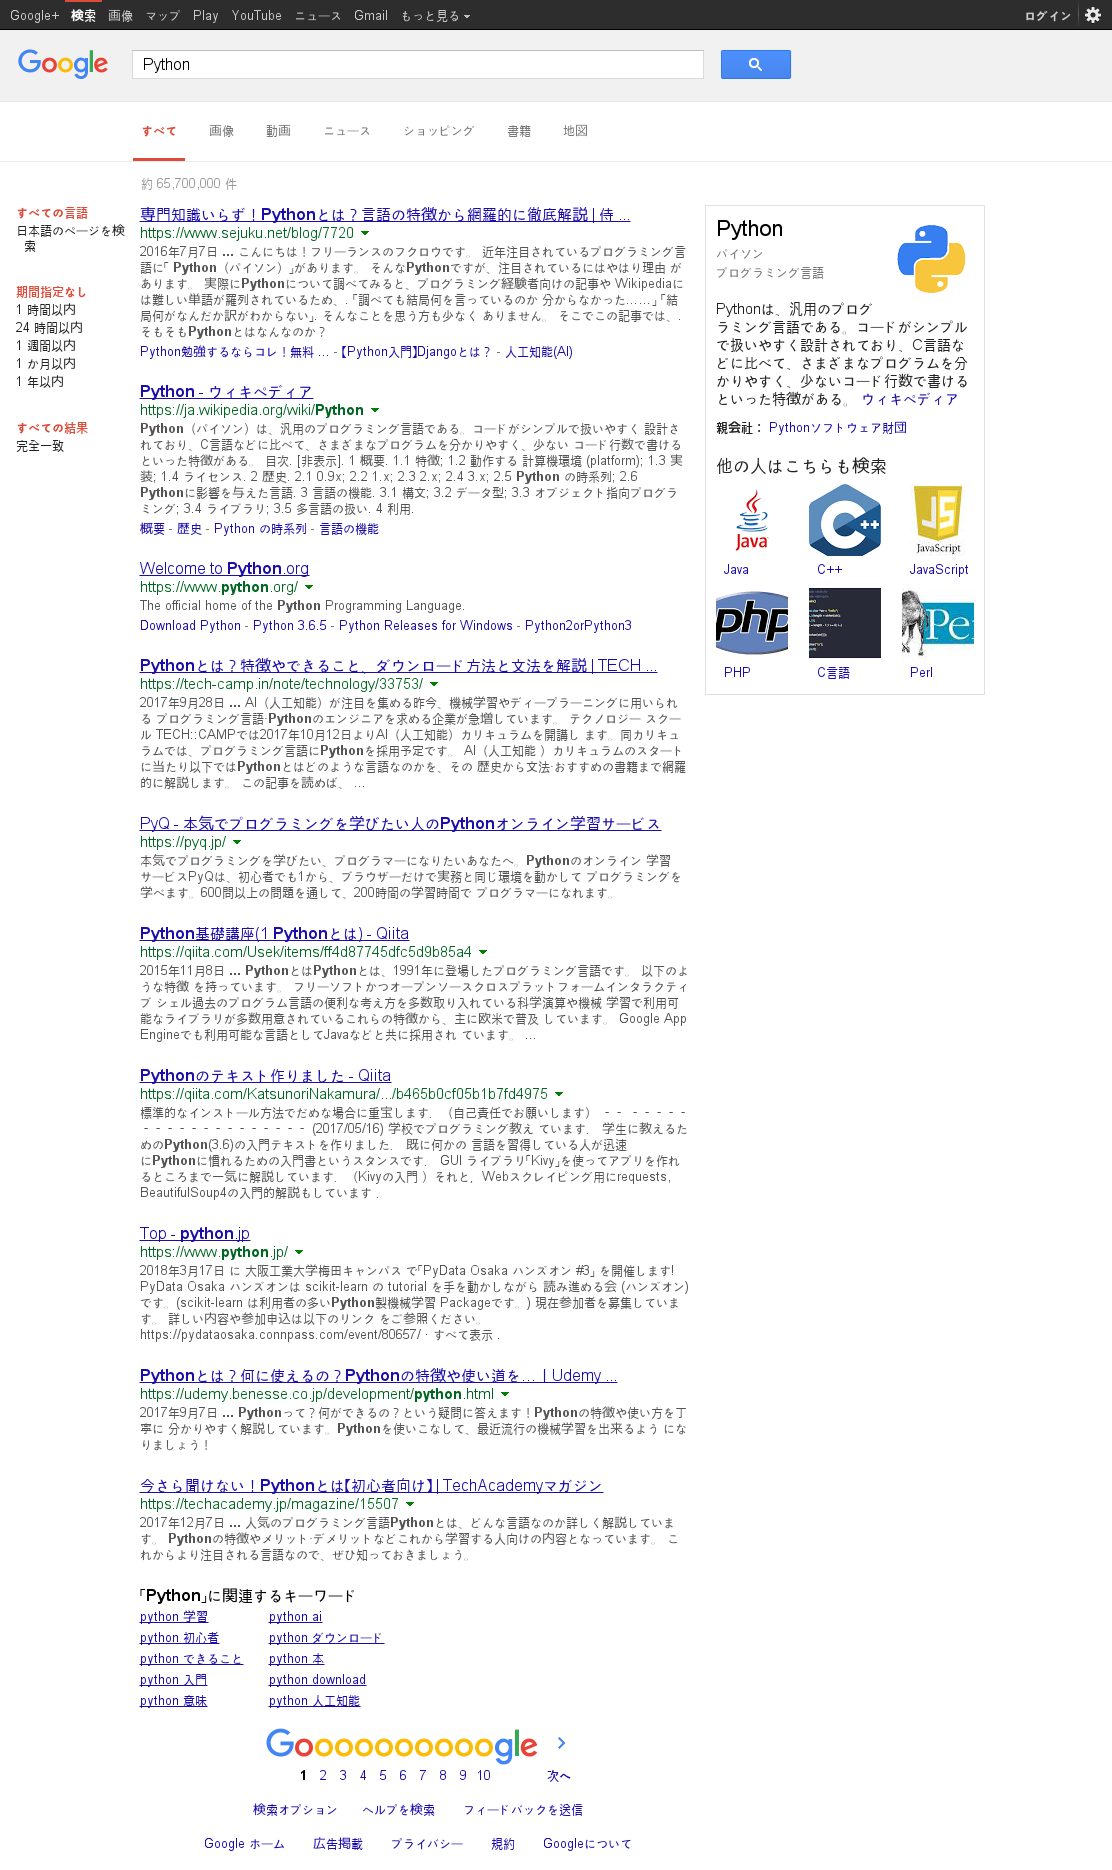 Google+ 検索 画像 マップ Play YouTube ニュース Gmail もっと見る ログイン
Google Python
すべて 画像 動画 ニュース ショッピング 書籍 地図
約 65,700,000 件
すべての言語
日本語のページを検
索
期間指定なし
1 時間以内
24 時間以内
1 週間以内
1 か月以内
1 年以内
すべての結果
完全一致
専門知識いらず！Pythonとは？言語の特徴から網羅的に徹底解説 | 侍 ...
https://www.sejuku.net/blog/7720
2016年7月7日 ... こんにちは！フリーランスのフクロウです。 近年注目されているプログラミング言
語に「 Python（パイソン）」があります。 そんなPythonですが、注目されているにはやはり理由 が
あります。 実際にPythonについて調べてみると、プログラミング経験者向けの記事や Wikipediaに
は難しい単語が羅列されているため、. 「調べても結局何を言っているのか 分からなかった……」 「結
局何がなんだか訳がわからない」. そんなことを思う方も少なく ありません。 そこでこの記事では、.
そもそもPythonとはなんなのか？
Python勉強するならコレ！無料 ... - 【Python入門】Djangoとは？ - 人工知能(AI)
Python - ウィキペディア
https://ja.wikipedia.org/wiki/Python
Python（パイソン）は、汎用のプログラミング言語である。コードがシンプルで扱いやすく 設計さ
れており、C言語などに比べて、さまざまなプログラムを分かりやすく、少ない コード行数で書ける
といった特徴がある。 目次. [非表示]. 1 概要. 1.1 特徴; 1.2 動作する 計算機環境 (platform); 1.3 実
装; 1.4 ライセンス. 2 歴史. 2.1 0.9x; 2.2 1.x; 2.3 2.x; 2.4 3.x; 2.5 Python の時系列; 2.6
Pythonに影響を与えた言語. 3 言語の機能. 3.1 構文; 3.2 データ型; 3.3 オブジェクト指向プログラ
ミング; 3.4 ライブラリ; 3.5 多言語の扱い. 4 利用.
概要 - 歴史 - Python の時系列 - 言語の機能
Welcome to Python.org
https://www.python.org/
The official home of the Python Programming Language.
Download Python - Python 3.6.5 - Python Releases for Windows - Python2orPython3
Pythonとは？特徴やできること、ダウンロード方法と文法を解説 | TECH ...
https://tech-camp.in/note/technology/33753/
2017年9月28日 ... AI（人工知能）が注目を集める昨今、機械学習やディープラーニングに用いられ
る プログラミング言語·Pythonのエンジニアを求める企業が急増しています。 テクノロジー スクー
ル TECH::CAMPでは2017年10月12日よりAI（人工知能）カリキュラムを開講し ます。同カリキュ
ラムでは、プログラミング言語にPythonを採用予定です。 AI（人工知能 ）カリキュラムのスタート
に当たり以下ではPythonとはどのような言語なのかを、その 歴史から文法·おすすめの書籍まで網羅
的に解説します。 この記事を読めば、 ...
PyQ - 本気でプログラミングを学びたい人のPythonオンライン学習サービス
https://pyq.jp/
本気でプログラミングを学びたい、プログラマーになりたいあなたへ。Pythonのオンライン 学習
サービスPyQは、初心者でも1から、ブラウザーだけで実務と同じ環境を動かして プログラミングを
学べます。600問以上の問題を通して、200時間の学習時間で プログラマーになれます。
Python基礎講座(1 Pythonとは) - Qiita
https://qiita.com/Usek/items/ff4d87745dfc5d9b85a4
2015年11月8日 ... PythonとはPythonとは、1991年に登場したプログラミング言語です。 以下のよ
うな特徴 を持っています。 フリーソフトかつオープンソースクロスプラットフォームインタラクティ
ブ シェル過去のプログラム言語の便利な考え方を多数取り入れている科学演算や機械 学習で利用可
能なライブラリが多数用意されているこれらの特徴から、主に欧米で普及 しています。 Google App
Engineでも利用可能な言語としてJavaなどと共に採用され ています。 ...
Pythonのテキスト作りました - Qiita
https://qiita.com/KatsunoriNakamura/.../b465b0cf05b1b7fd4975
標準的なインストール方法でだめな場合に重宝します．（自己責任でお願いします） －－ －－－－－
－－－－－－－－－－－－－－ (2017/05/16) 学校でプログラミング教え ています． 学生に教えるた
めのPython(3.6)の入門テキストを作りました． 既に何かの 言語を習得している人が迅速
にPythonに慣れるための入門書というスタンスです． GUI ライブラリ「Kivy」を使ってアプリを作れ
るところまで一気に解説しています．（Kivyの入門 ）それと，Webスクレイピング用にrequests,
BeautifulSoup4の入門的解説もしています．
Top - python.jp
https://www.python.jp/
2018年3月17日 に 大阪工業大学梅田キャンパス で「PyData Osaka ハンズオン #3」 を開催します!
PyData Osaka ハンズオンは scikit-learn の tutorial を手を動かしながら 読み進める会 (ハンズオン)
です。(scikit-learn は利用者の多いPython製機械学習 Packageです。) 現在参加者を募集していま
す。 詳しい内容や参加申込は以下のリンク をご参照ください。
https://pydataosaka.connpass.com/event/80657/ · すべて表示 .
Pythonとは？何に使えるの？Pythonの特徴や使い道を... | Udemy ...
https://udemy.benesse.co.jp/development/python.html
2017年9月7日 ... Pythonって？何ができるの？という疑問に答えます！Pythonの特徴や使い方を丁
寧に 分かりやすく解説しています。Pythonを使いこなして、最近流行の機械学習を出来るよう にな
りましょう！
今さら聞けない！Pythonとは【初心者向け】 | TechAcademyマガジン
https://techacademy.jp/magazine/15507
2017年12月7日 ... 人気のプログラミング言語Pythonとは、どんな言語なのか詳しく解説していま
す。 Pythonの特徴やメリット·デメリットなどこれから学習する人向けの内容となっています。 こ
れからより注目される言語なので、ぜひ知っておきましょう。
「Python」に関連するキーワード
python 学習 python ai
python 初心者 python ダウンロード
python できること python 本
python 入門 python download
python 意味 python 人工知能
Goooooooooogle
1 2 3 4 5 6 7 8 9 10 次へ
検索オプション ヘルプを検索 フィードバックを送信
Google ホーム 広告掲載 プライバシー 規約 Googleについて
Python
パイソン
プログラミング言語
Pythonは、汎用のプログ
ラミング言語である。コードがシンプル
で扱いやすく設計されており、C言語な
どに比べて、さまざまなプログラムを分
かりやすく、少ないコード行数で書ける
といった特徴がある。 ウィキペディア
親会社： Pythonソフトウェア財団
他の人はこちらも検索
Java C++ JS JavaScript
Java C++ JavaScript
php Pe
PHP C言語 Perl